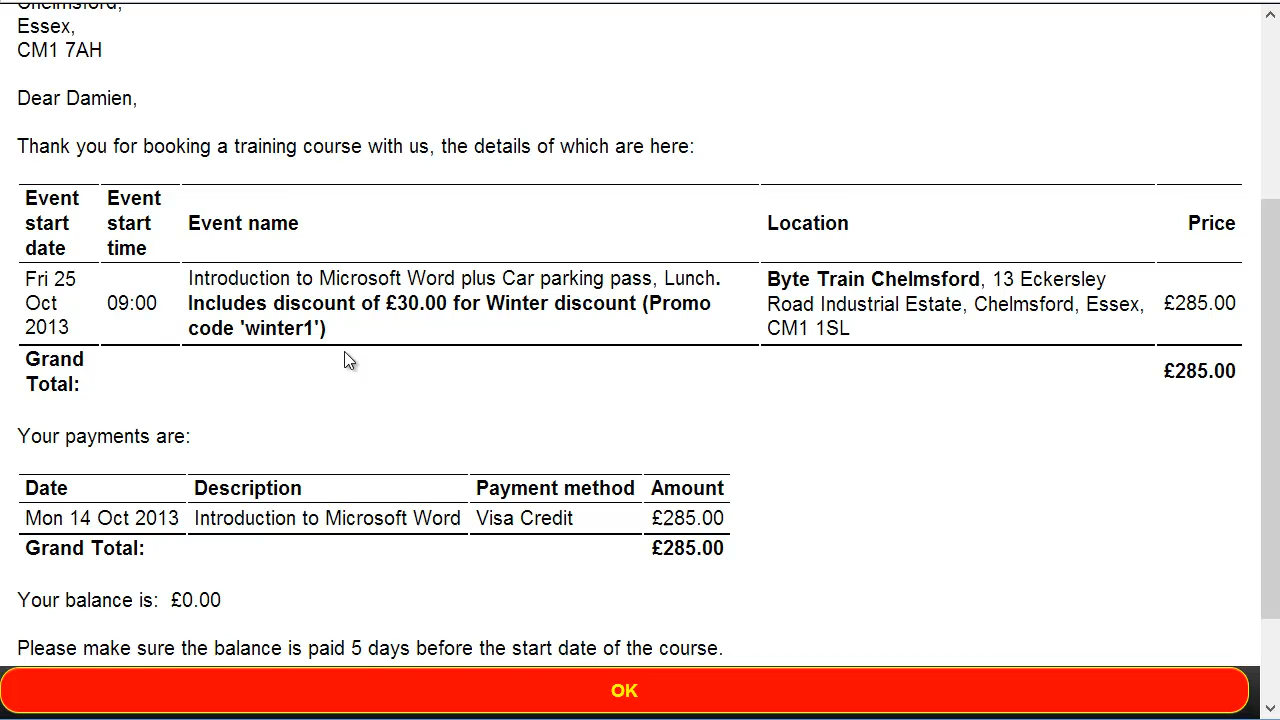 Chelmsford,
Essex,
CM1 7AH
Dear Damien,
Thank you for booking a training course with us, the details of which are here:
Event start date Event start time Event name Location Price
Fri 25 Oct 2013 09:00 Introduction to Microsoft Word plus Car parking pass, Lunch. Includes discount of £30.00 for Winter discount (Promo code 'winter1') Byte Train Chelmsford, 13 Eckersley Road Industrial Estate, Chelmsford, Essex, CM1 1SL £285.00
Grand Total: £285.00
Your payments are:
Date Description Payment method Amount
Mon 14 Oct 2013 Introduction to Microsoft Word Visa Credit £285.00
Grand Total: £285.00
Your balance is: £0.00
Please make sure the balance is paid 5 days before the start date of the course.
OK